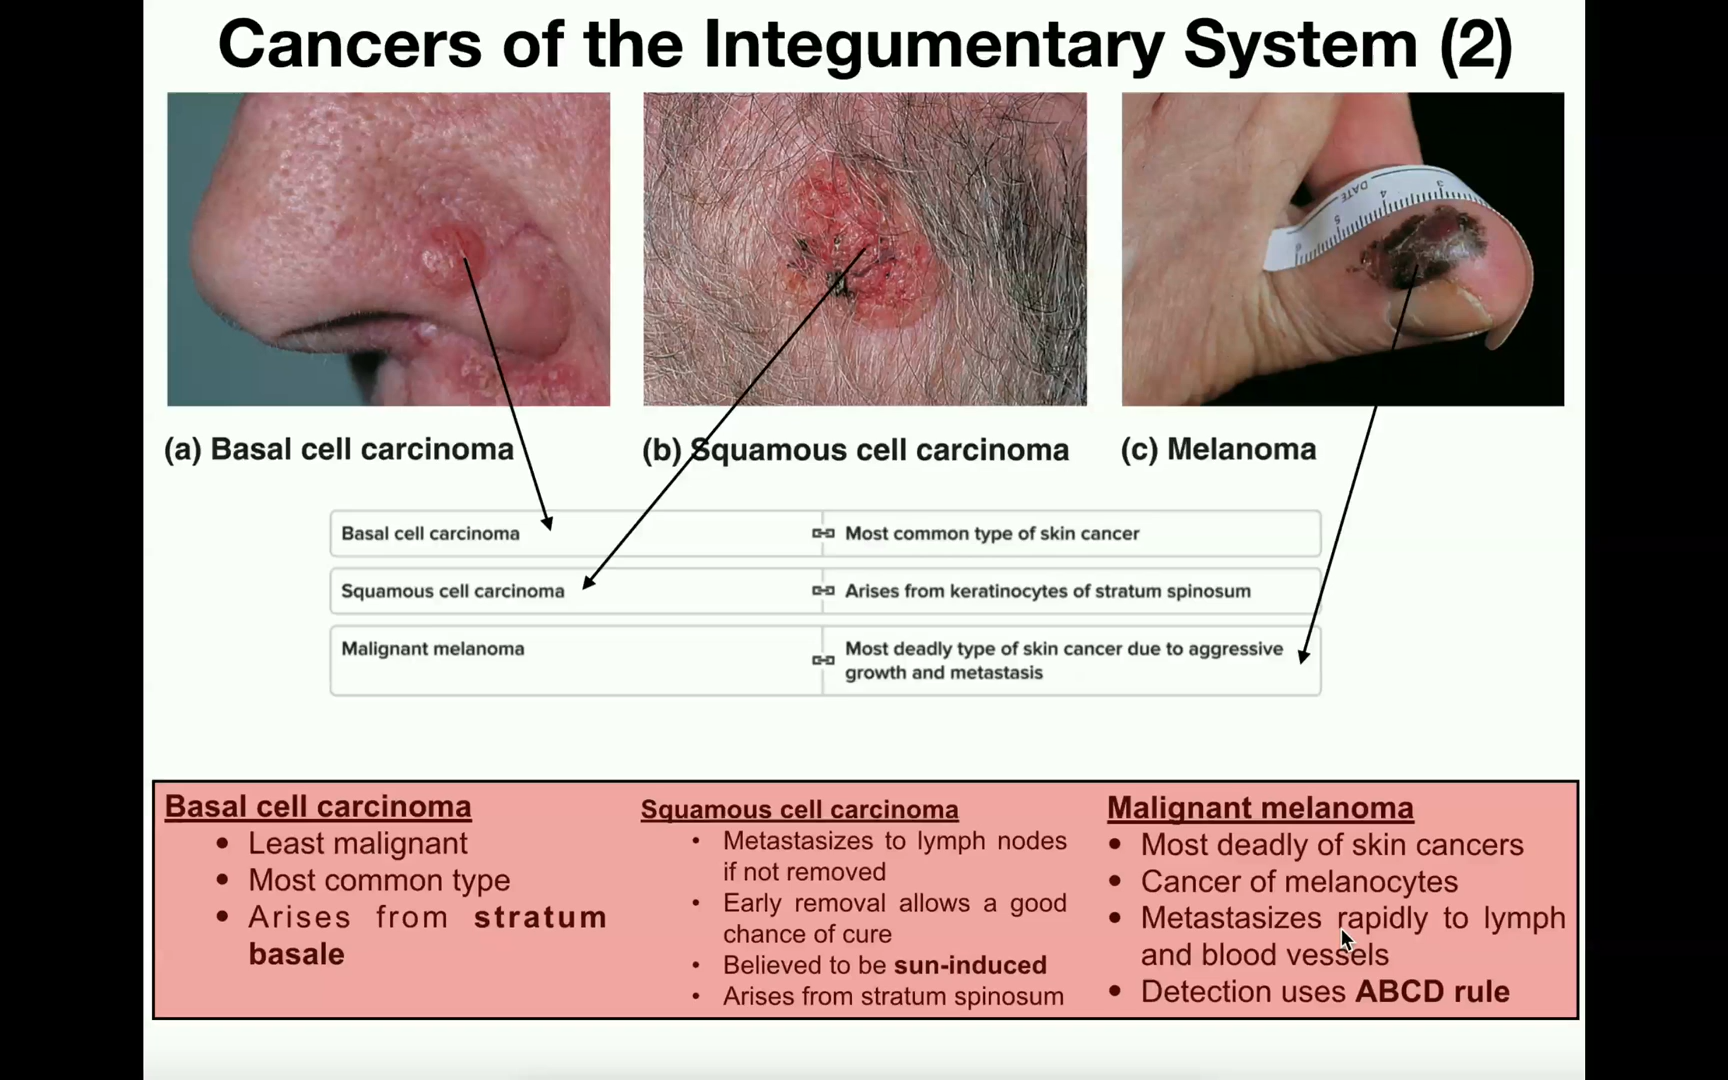 Cancers of the Integumentary System (2)
DATE
3
4
5
6
(a) Basal cell carcinoma
(b) Squamous cell carcinoma
(c) Melanoma
Basal cell carcinoma
Most common type of skin cancer
Squamous cell carcinoma
Arises from keratinocytes of stratum spinosum
Malignant melanoma
Most deadly type of skin cancer due to aggressive
growth and metastasis
Basal cell carcinoma
• Least malignant
• Most common type
• Arises from stratum
basale
Squamous cell carcinoma
• Metastasizes to lymph nodes
if not removed
• Early removal allows a good
chance of cure
• Believed to be sun-induced
• Arises from stratum spinosum
Malignant melanoma
• Most deadly of skin cancers
• Cancer of melanocytes
• Metastasizes rapidly to lymph
and blood vessels
• Detection uses ABCD rule